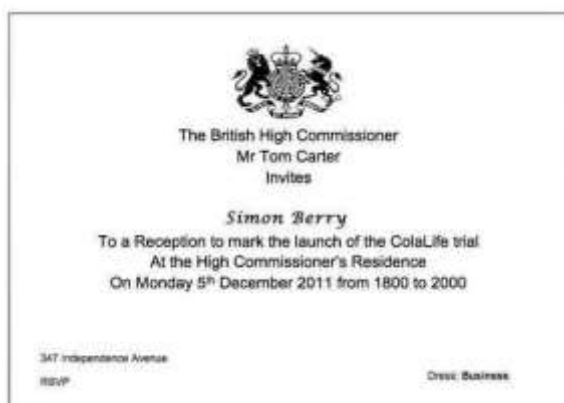 The British High Commissioner
Mr Tom Carter
Invites
Simon Berry
To a Reception to mark the launch of the ColaLife trial
At the High Commissioner's Residence
On Monday 5th December 2011 from 1800 to 2000
347 Independence Avenue
RSVP
Dress: Business